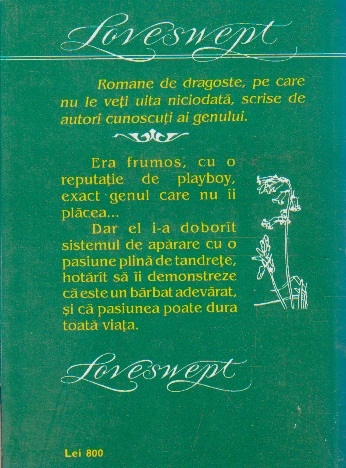 Loveswept
Romane de dragoste, pe care
nu le veți uita niciodată, scrise de
autori cunoscuți ai genului.
Era frumos, cu o
reputație de playboy,
exact genul care nu îi
plăcea...
Dar el i-a doborît
sistemul de apărare cu o
pasiune plină de tandrețe,
hotărît să îi demonstreze
că este un bărbat adevărat,
și că pasiunea poate dura
toată viața.
Loveswept
Lei 800